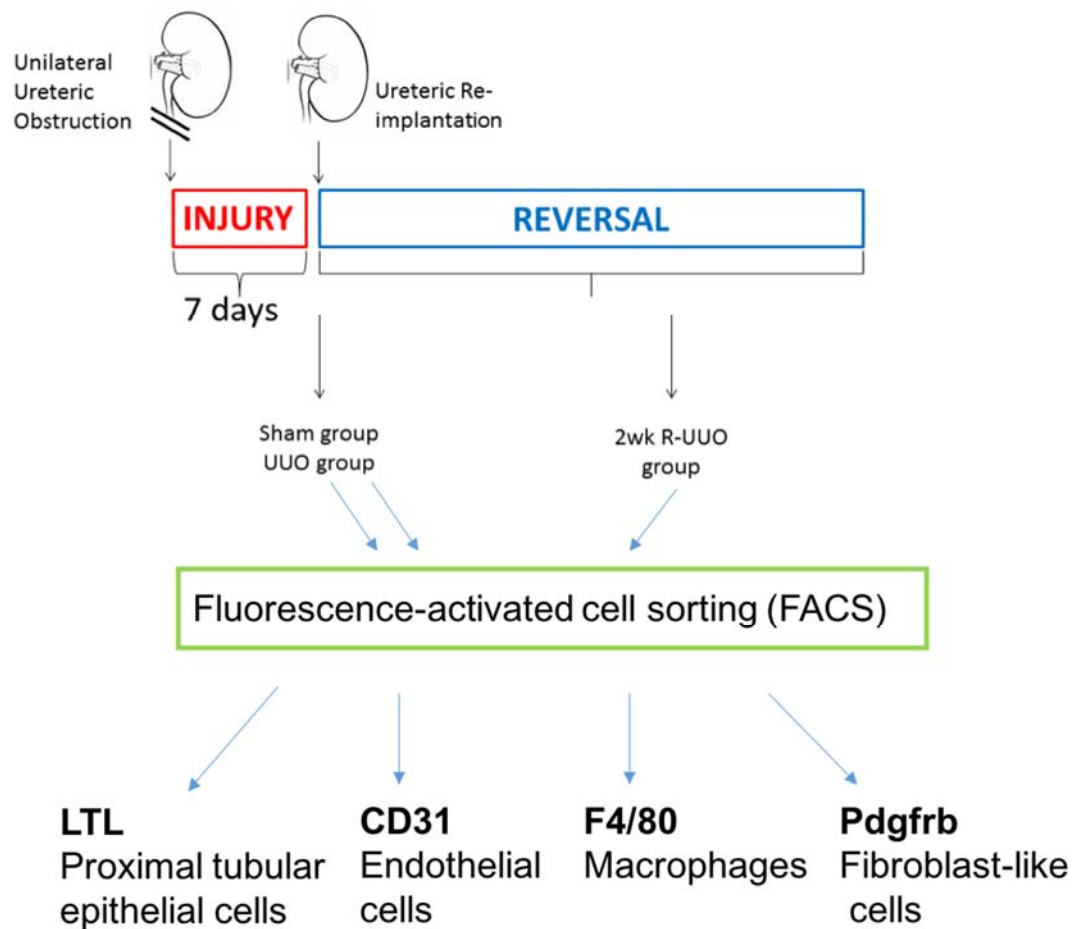 Unilateral
Ureteric
Obstruction
Ureteric Re-
implantation
INJURY
REVERSAL
7 days
Sham group
UUO group
2wk R-UUO
group
Fluorescence-activated cell sorting (FACS)
LTL
Proximal tubular
epithelial cells
CD31
Endothelial
cells
F4/80
Macrophages
Pdgfrb
Fibroblast-like
cells